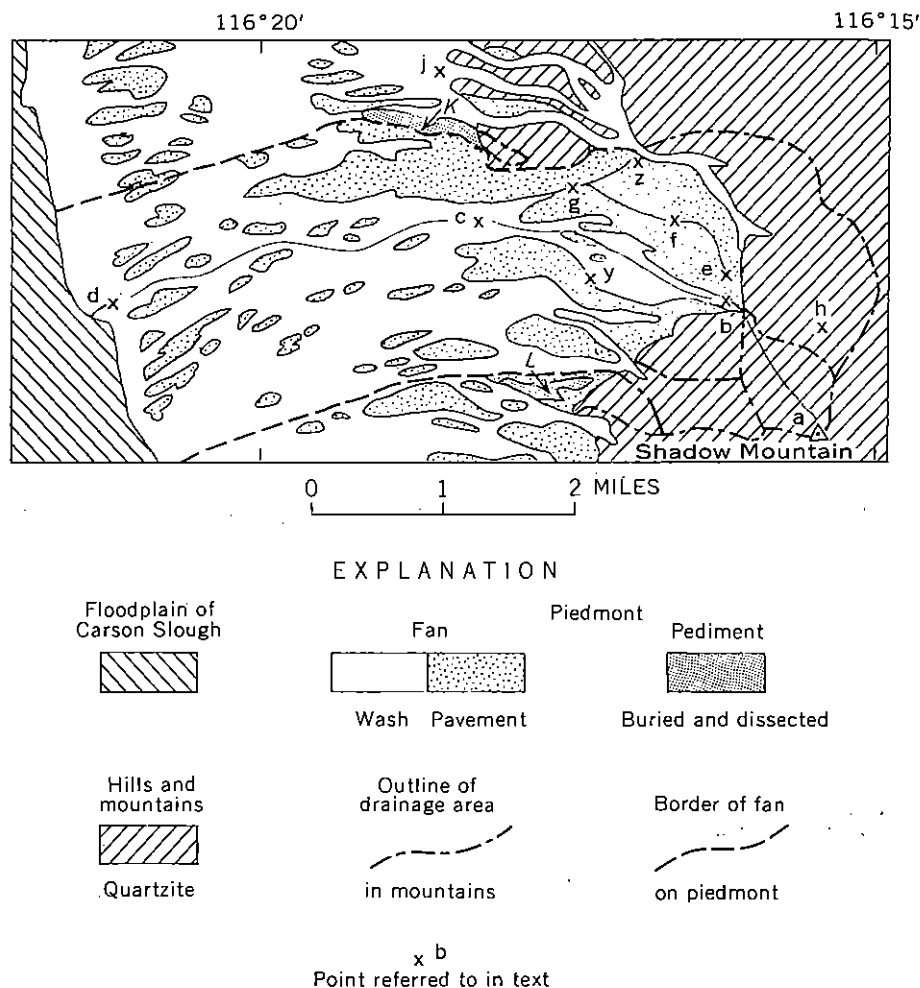 116°20′ 116°15′
j
K
z
g
c
f
d
y
e
h
b
L
a
Shadow Mountain
0 1 2 MILES
EXPLANATION
Piedmont
Floodplain of Carson Slough
Fan
Pediment
Wash Pavement
Buried and dissected
Hills and mountains
Outline of drainage area
Border of fan
Quartzite
in mountains
on piedmont
x b
Point referred to in text